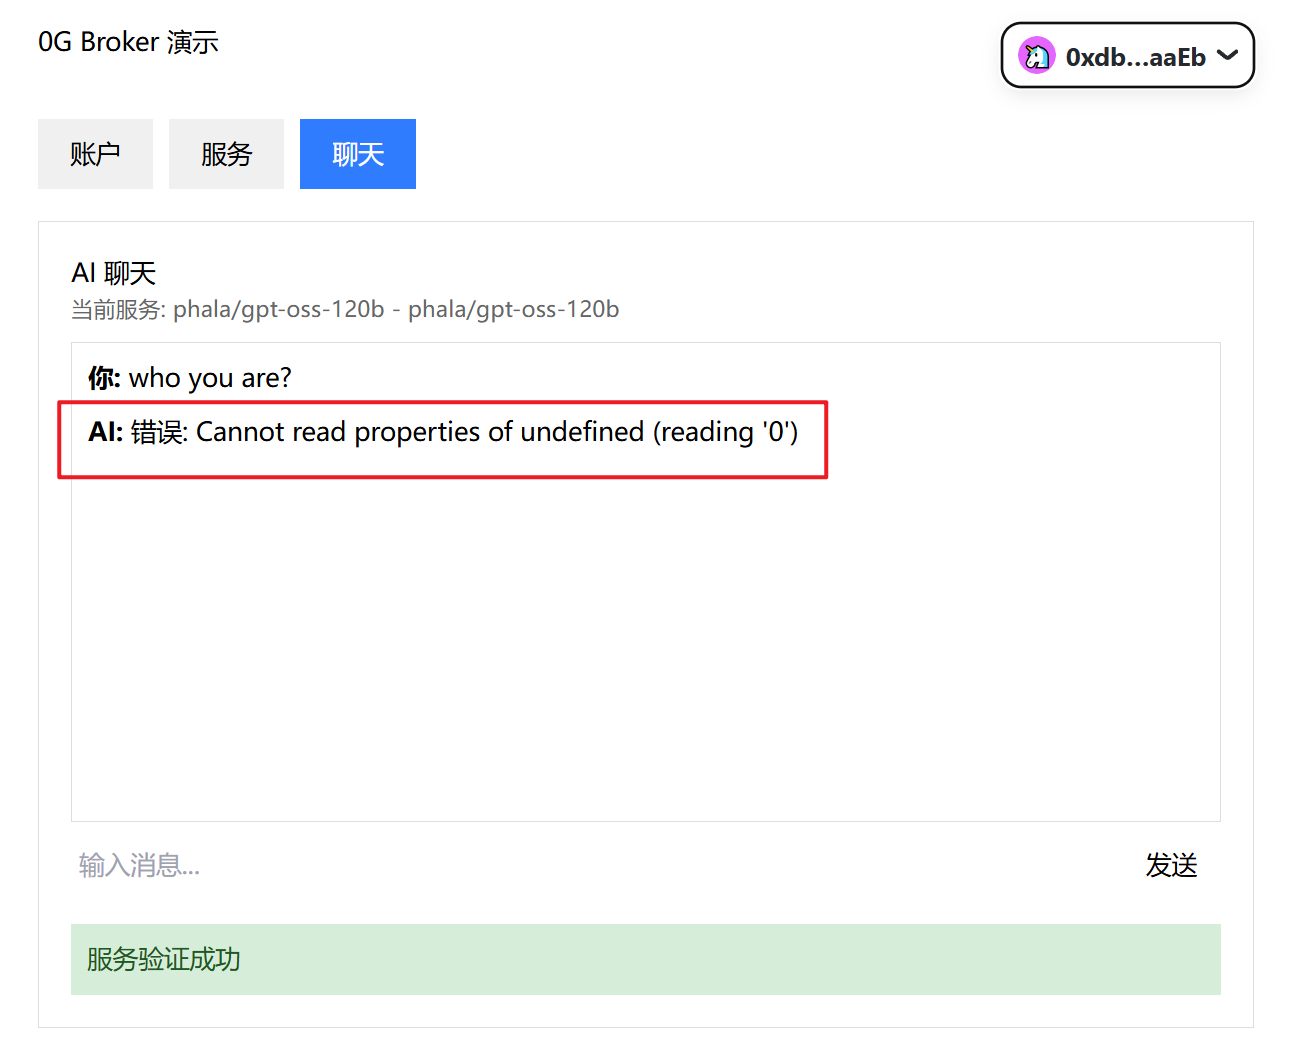 0G Broker 演示
0xdb...aaEb
账户
服务
聊天
AI 聊天
当前服务: phala/gpt-oss-120b - phala/gpt-oss-120b
你: who you are?
AI: 错误: Cannot read properties of undefined (reading '0')
输入消息...
发送
服务验证成功